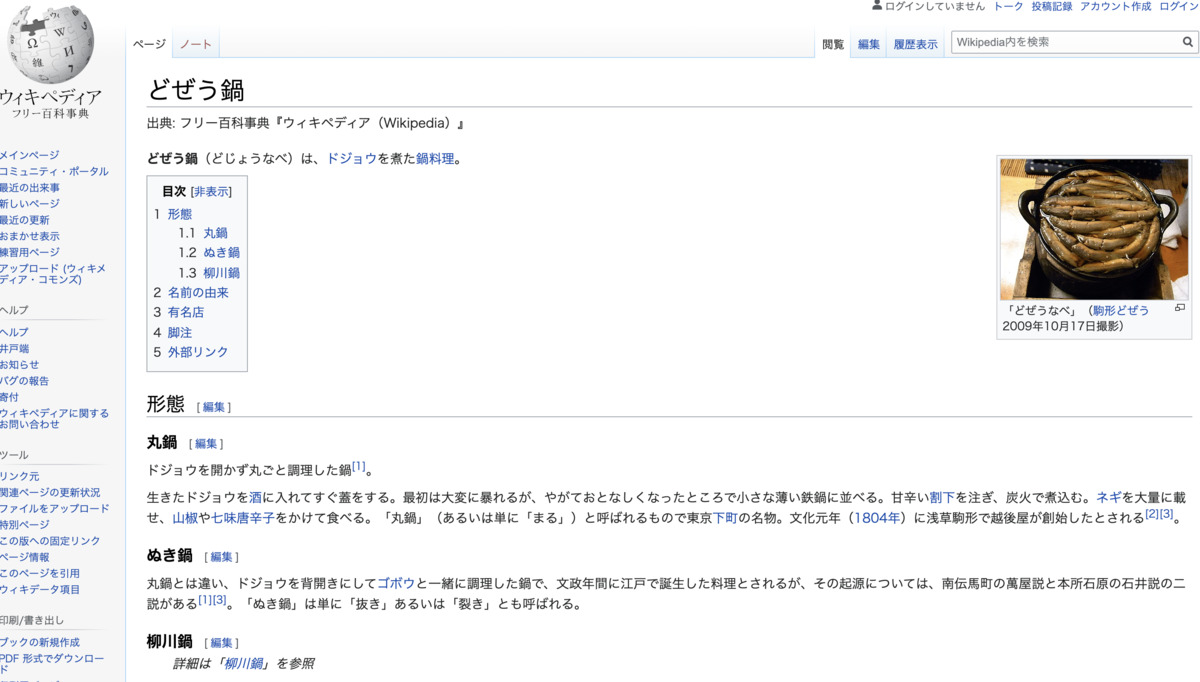 ログインしていません トーク 投稿記録 アカウント作成 ログイン
ページ ノート 閲覧 編集 履歴表示 Wikipedia内を検索
Ω W И 維 7
ウィキペディア
フリー百科事典
メインページ
コミュニティ・ポータル
最近の出来事
新しいページ
最近の更新
おまかせ表示
練習用ページ
アップロード (ウィキメ
ディア・コモンズ)
ヘルプ
ヘルプ
井戸端
お知らせ
バグの報告
寄付
ウィキペディアに関する
お問い合わせ
ツール
リンク元
関連ページの更新状況
ファイルをアップロード
特別ページ
この版への固定リンク
ページ情報
このページを引用
ウィキデータ項目
印刷/書き出し
ブックの新規作成
PDF 形式でダウンロー
ド
どぜう鍋
出典: フリー百科事典『ウィキペディア（Wikipedia）』
どぜう鍋（どじょうなべ）は、ドジョウを煮た鍋料理。
目次 [非表示]
1 形態
1.1 丸鍋
1.2 ぬき鍋
1.3 柳川鍋
2 名前の由来
3 有名店
4 脚注
5 外部リンク
「どぜうなべ」（駒形どぜう
2009年10月17日撮影）
形態 [編集]
丸鍋 [編集]
ドジョウを開かず丸ごと調理した鍋[1]。
生きたドジョウを酒に入れてすぐ蓋をする。最初は大変に暴れるが、やがておとなしくなったところで小さな薄い鉄鍋に並べる。甘辛い割下を注ぎ、炭火で煮込む。ネギを大量に載
せ、山椒や七味唐辛子をかけて食べる。「丸鍋」（あるいは単に「まる」）と呼ばれるもので東京下町の名物。文化元年（1804年）に浅草駒形で越後屋が創始したとされる[2][3]。
ぬき鍋 [編集]
丸鍋とは違い、ドジョウを背開きにしてゴボウと一緒に調理した鍋で、文政年間に江戸で誕生した料理とされるが、その起源については、南伝馬町の萬屋説と本所石原の石井説の二
説がある[1][3]。「ぬき鍋」は単に「抜き」あるいは「裂き」とも呼ばれる。
柳川鍋 [編集]
詳細は「柳川鍋」を参照